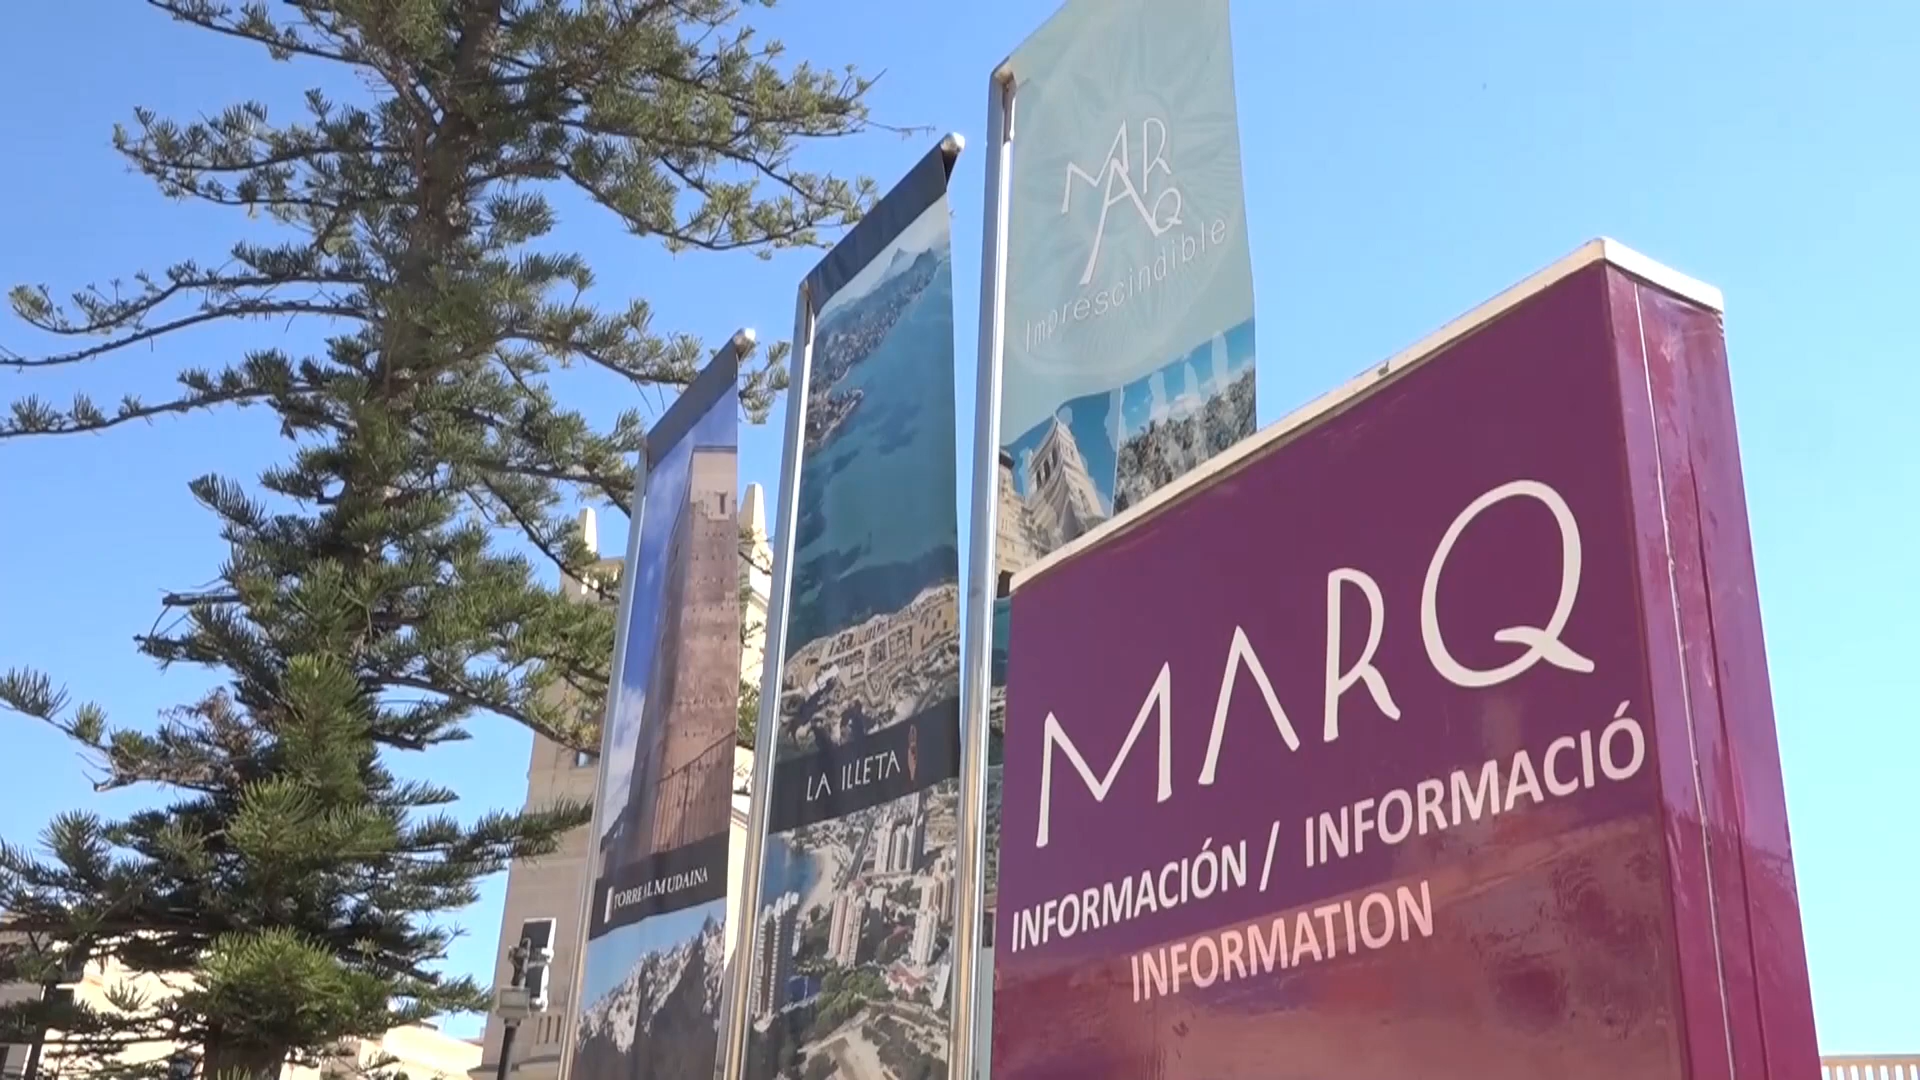 MARQ
Imprescindible
LA ILLETA
TORRE ALMUDAINA
MARQ
INFORMACIÓN / INFORMACIÓ
INFORMATION